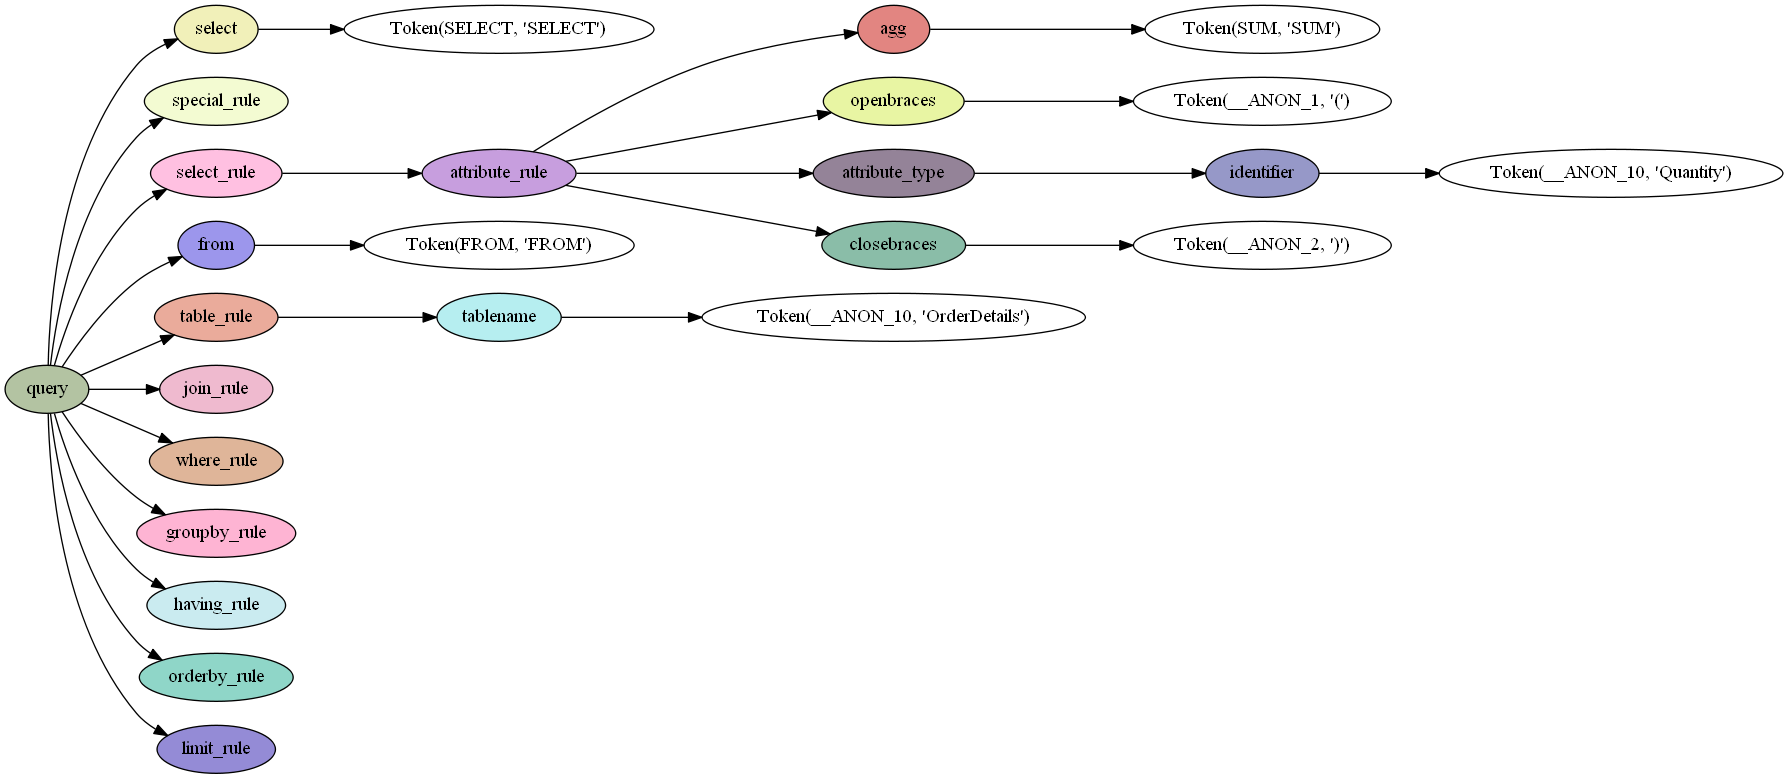 select
Token(SELECT, 'SELECT')
agg
Token(SUM, 'SUM')
special_rule
openbraces
Token(__ANON_1, '(')
select_rule
attribute_rule
attribute_type
identifier
Token(__ANON_10, 'Quantity')
from
Token(FROM, 'FROM')
closebraces
Token(__ANON_2, ')')
table_rule
tablename
Token(__ANON_10, 'OrderDetails')
query
join_rule
where_rule
groupby_rule
having_rule
orderby_rule
limit_rule